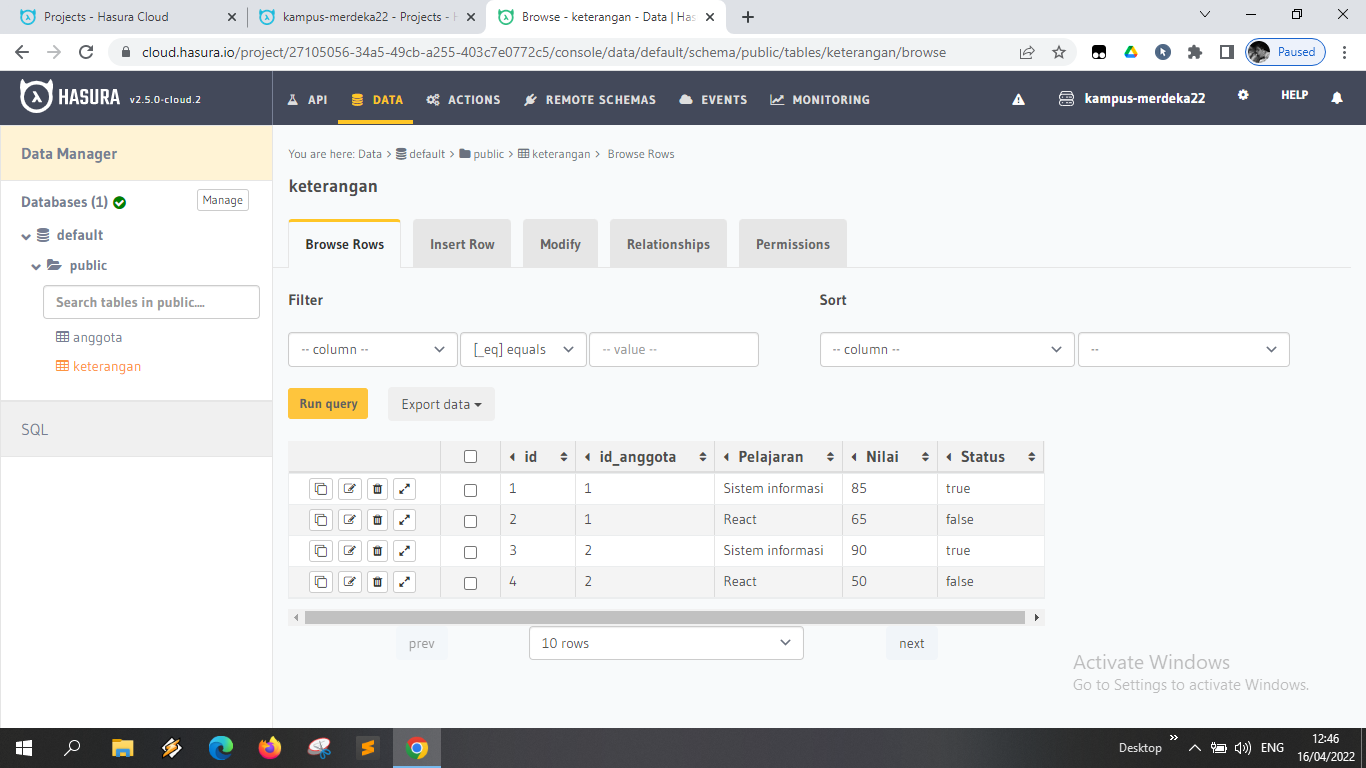 Projects - Hasura Cloud
kampus-merdeka22 - Projects - H
Browse - keterangan - Data | Has
cloud.hasura.io/project/27105056-34a5-49cb-a255-403c7e0772c5/console/data/default/schema/public/tables/keterangan/browse
Paused
HASURA v2.5.0-cloud.2
API DATA ACTIONS REMOTE SCHEMAS EVENTS MONITORING
kampus-merdeka22 HELP
Data Manager
Databases (1) Manage
default
public
Search tables in public....
anggota
keterangan
SQL
You are here: Data > default > public > keterangan > Browse Rows
keterangan
Browse Rows Insert Row Modify Relationships Permissions
Filter Sort
-- column -- [_eq] equals -- value -- -- column -- --
Run query Export data
id id_anggota Pelajaran Nilai Status
1 1 Sistem informasi 85 true
2 1 React 65 false
3 2 Sistem informasi 90 true
4 2 React 50 false
prev 10 rows next
Activate Windows
Go to Settings to activate Windows.
Desktop ENG
12:46
16/04/2022